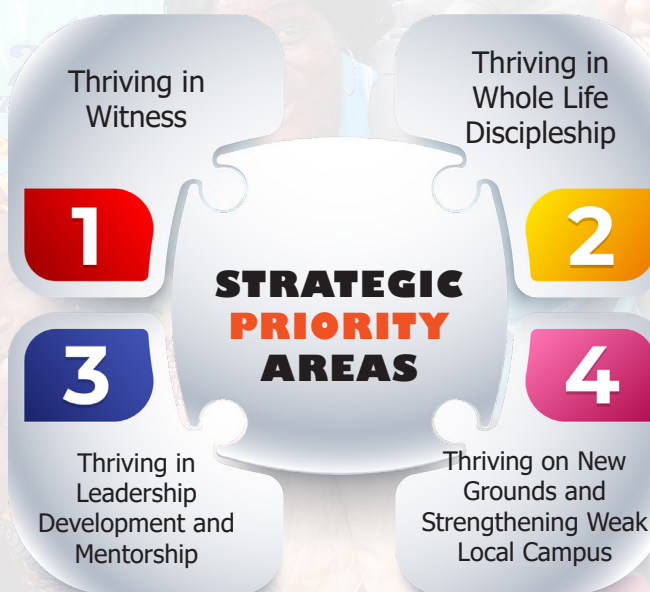 Thriving in
Witness
1
Thriving in
Whole Life
Discipleship
2
STRATEGIC
PRIORITY
AREAS
3
Thriving in
Leadership
Development and
Mentorship
4
Thriving on New
Grounds and
Strengthening Weak
Local Campus